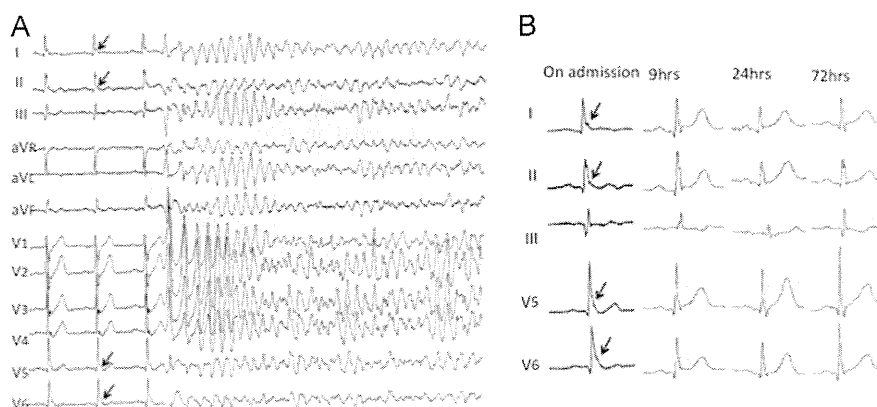 A
I
II
III
aVR
aVL
aVF
V1
V2
V3
V4
V5
V6
B
On admission 9hrs 24hrs 72hrs
I
II
III
V5
V6